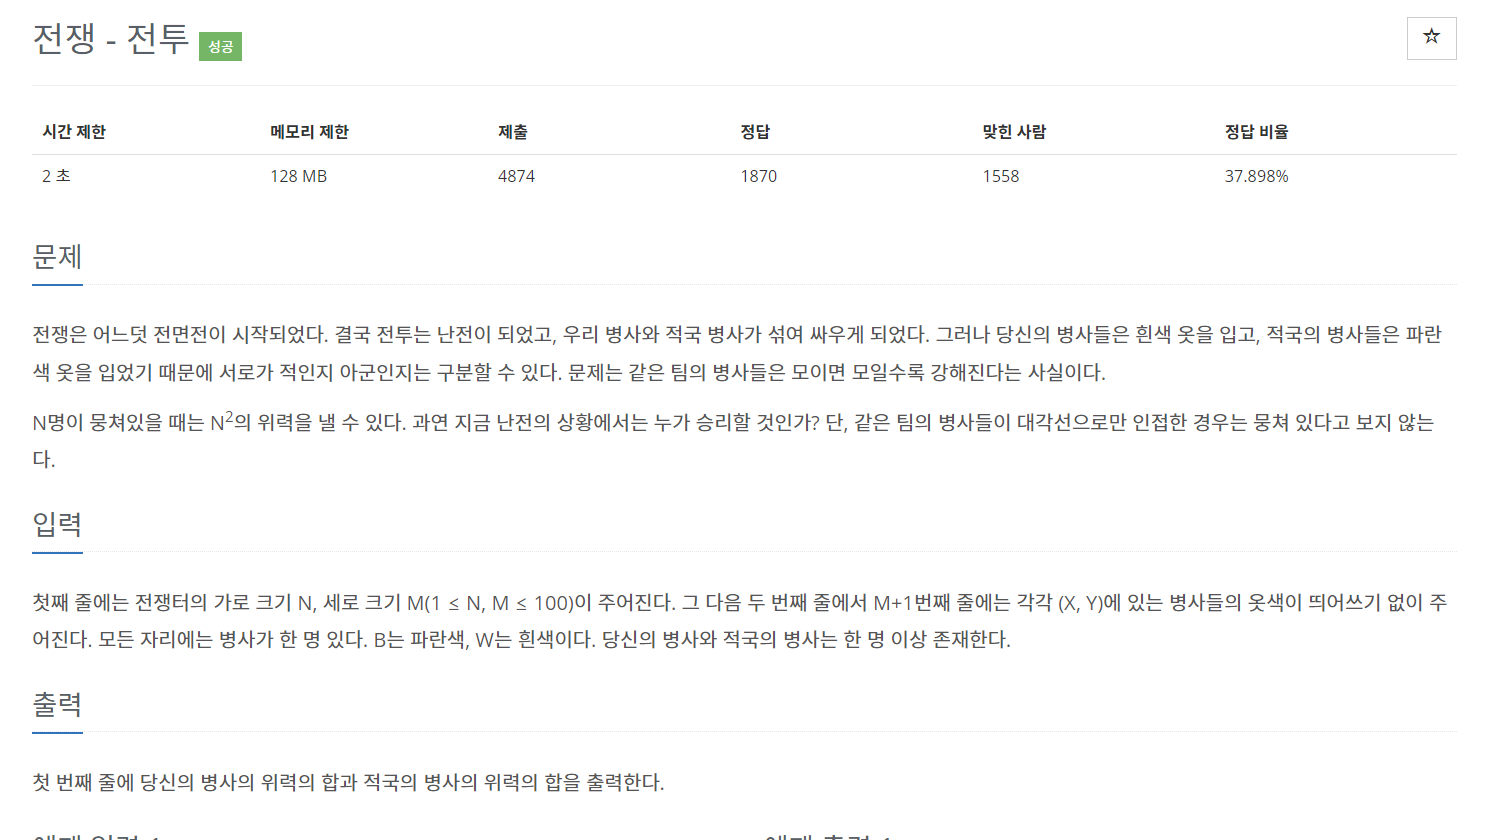 전쟁 - 전투 성공 ☆
시간 제한 메모리 제한 제출 정답 맞힌 사람 정답 비율
2 초 128 MB 4874 1870 1558 37.898%
문제
전쟁은 어느덧 전면전이 시작되었다. 결국 전투는 난전이 되었고, 우리 병사와 적국 병사가 섞여 싸우게 되었다. 그러나 당신의 병사들은 흰색 옷을 입고, 적국의 병사들은 파란
색 옷을 입었기 때문에 서로가 적인지 아군인지는 구분할 수 있다. 문제는 같은 팀의 병사들은 모이면 모일수록 강해진다는 사실이다.
N명이 뭉쳐있을 때는 N²의 위력을 낼 수 있다. 과연 지금 난전의 상황에서는 누가 승리할 것인가? 단, 같은 팀의 병사들이 대각선으로만 인접한 경우는 뭉쳐 있다고 보지 않는
다.
입력
첫째 줄에는 전쟁터의 가로 크기 N, 세로 크기 M(1 ≤ N, M ≤ 100)이 주어진다. 그 다음 두 번째 줄에서 M+1번째 줄에는 각각 (X, Y)에 있는 병사들의 옷색이 띄어쓰기 없이 주
어진다. 모든 자리에는 병사가 한 명 있다. B는 파란색, W는 흰색이다. 당신의 병사와 적국의 병사는 한 명 이상 존재한다.
출력
첫 번째 줄에 당신의 병사의 위력의 합과 적국의 병사의 위력의 합을 출력한다.